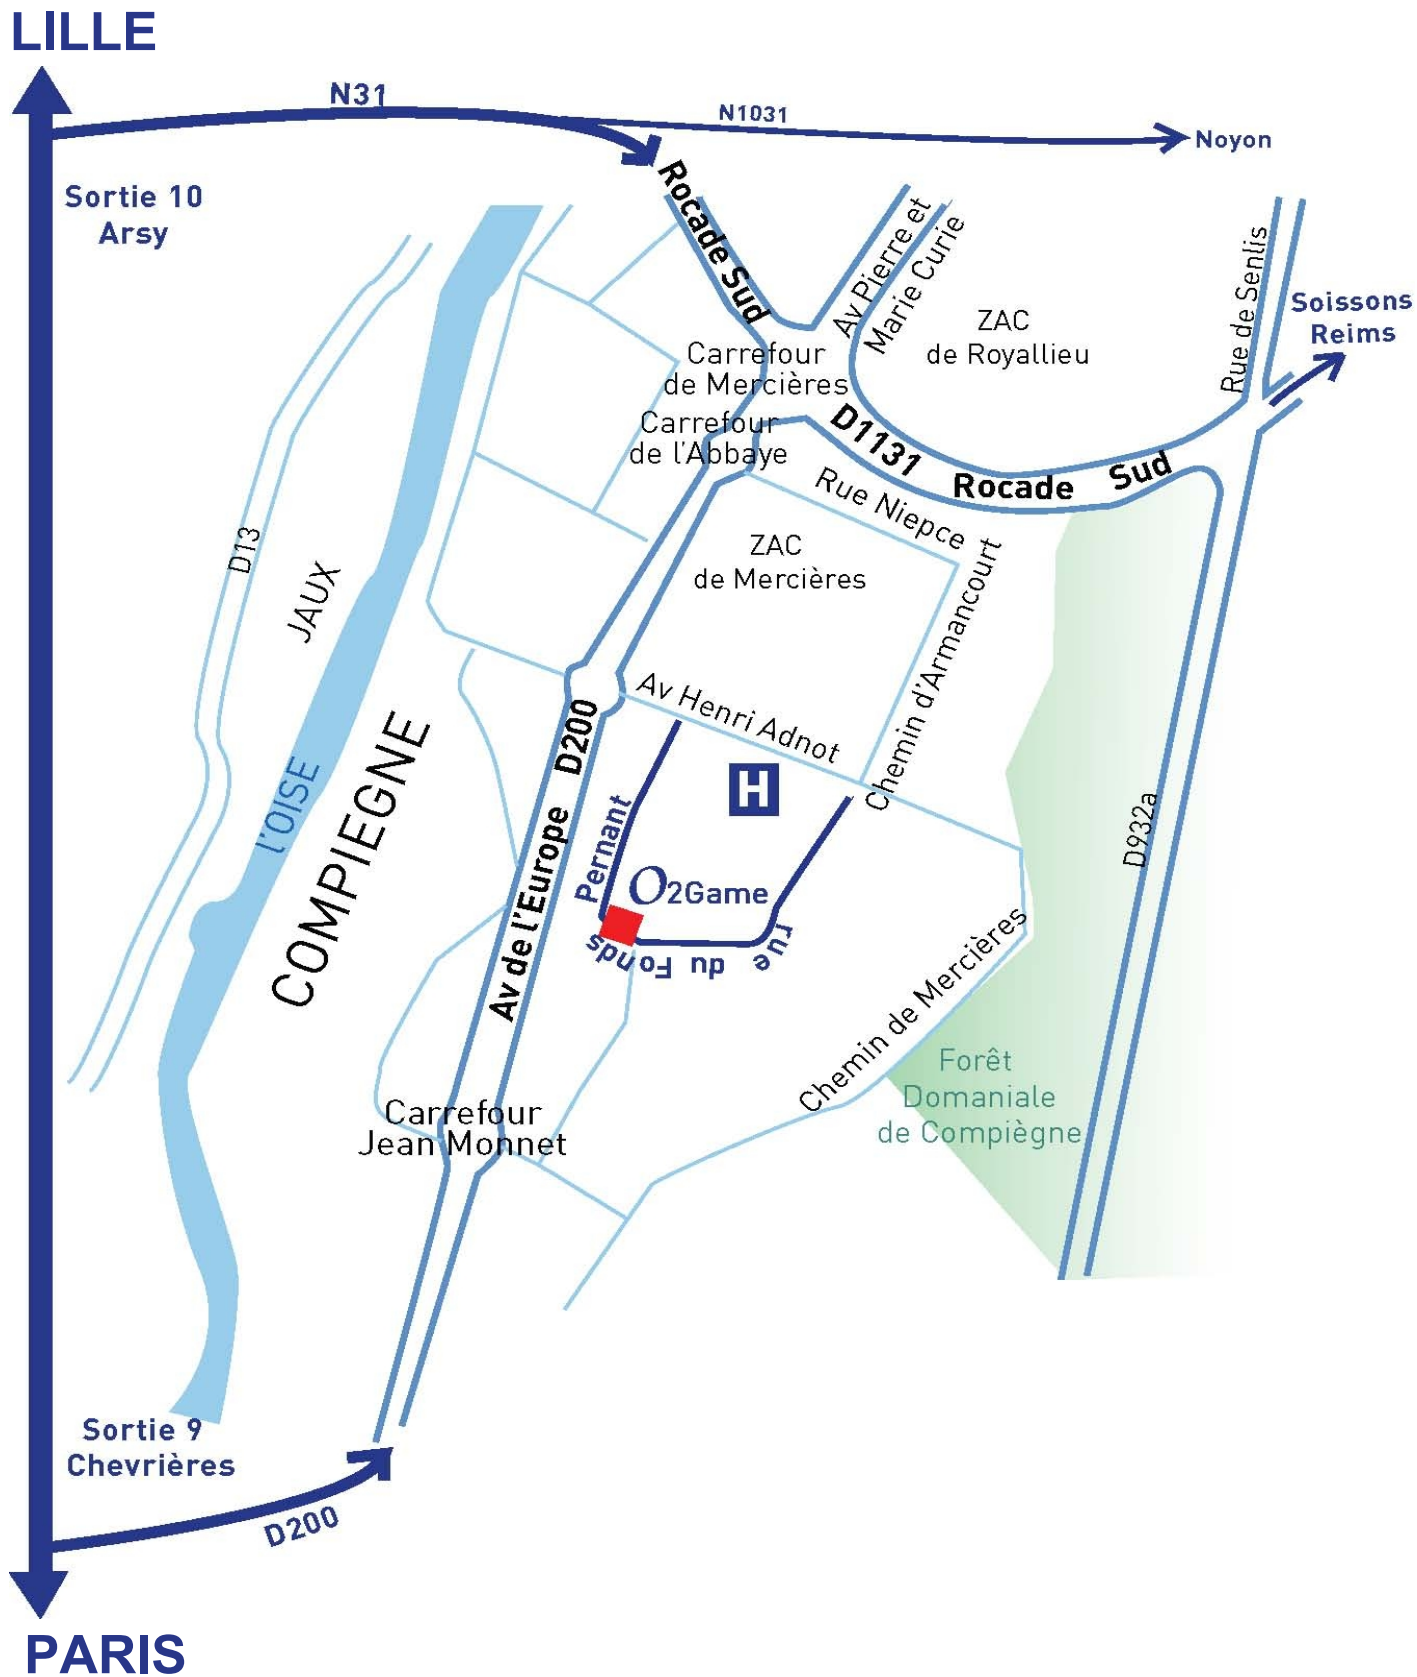 LILLE
N31
N1031
Noyon
Sortie 10
Arsy
Rocade Sud
Av Pierre et
Marie Curie
Rue de Senlis
Soissons
Reims
ZAC
de Royallieu
Carrefour
de Mercières
Carrefour
de l'Abbaye
D1131 Rocade Sud
Rue Niepce
D13
JAUX
ZAC
de Mercières
Chemin d'Armancourt
Av Henri Adnot
l'OISE
COMPIEGNE
Av de l'Europe D200
H
Pernant
O2Game
rue du Fonds
D932a
Chemin de Mercières
Forêt
Domaniale
de Compiègne
Carrefour
Jean Monnet
Sortie 9
Chevrières
D200
PARIS